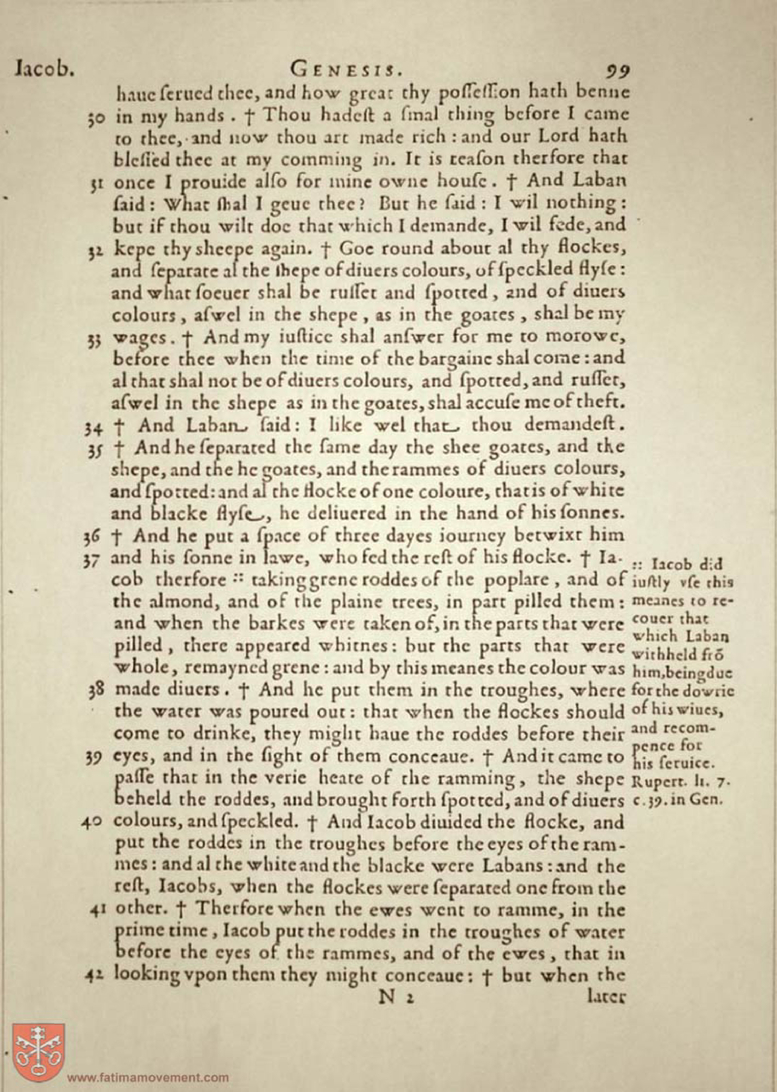 Iacob. GENESIS. 99
haue ſerued thee, and how great thy poſſeſſion hath benne
30 in my hands . † Thou hadeſt a ſmal thing before I came
to thee, and now thou art made rich : and our Lord hath
bleſſed thee at my comming in. It is reaſon therfore that
31 once I prouide alſo for mine owne houſe . † And Laban
ſaid : What ſhal I geue thee? But he ſaid : I wil nothing :
but if thou wilt doe that which I demande, I wil fede, and
32 kepe thy sheepe again. † Goe round about al thy flockes,
and ſeparate al the ſhepe of diuers colours, of ſpeckled flyſe :
and what ſoeuer shal be ruſſet and ſpotted , and of diuers
colours , aſwel in the shepe , as in the goates , shal be my
33 wages . † And my iuſtice shal anſwer for me to morowe,
before thee when the time of the bargaine shal come : and
al that shal not be of diuers colours, and ſpotted, and ruſſet,
aſwel in the shepe as in the goates, shal accuſe me of theft.
34 † And Laban ſaid : I like wel that thou demandeſt .
35 † And he ſeparated the ſame day the shee goates, and the
shepe, and the he goates, and the rammes of diuers colours,
and ſpotted: and al the flocke of one coloure, that is of white
and blacke flyſe, he deliuered in the hand of his ſonnes.
36 † And he put a ſpace of three dayes iourney betwixt him
37 and his ſonne in lawe, who fed the reſt of his flocke. † Ia-
cob therfore :: taking grene roddes of the poplare , and of
the almond, and of the plaine trees, in part pilled them :
and when the barkes were taken of, in the parts that were
pilled , there appeared whitnes : but the parts that were
whole, remayned grene : and by this meanes the colour was
38 made diuers . † And he put them in the troughes, where
the water was poured out : that when the flockes should
come to drinke, they might haue the roddes before their
39 eyes, and in the ſight of them conceaue. † And it came to
paſſe that in the verie heate of the ramming , the shepe
beheld the roddes, and brought forth ſpotted, and of diuers
40 colours, and ſpeckled. † And Iacob diuided the flocke, and
put the roddes in the troughes before the eyes of the ram-
mes : and al the white and the blacke were Labans : and the
reſt, Iacobs, when the flockes were ſeparated one from the
41 other. † Therfore when the ewes went to ramme, in the
prime time , Iacob put the roddes in the troughes of water
before the eyes of the rammes, and of the ewes , that in
42 looking vpon them they might conceaue : † but when the
N 2 later
:: Iacob did
iuſtly vſe this
meanes to re-
couer that
which Laban
withheld frõ
him, being due
for the dowrie
of his wiues,
and recom-
pence for
his ſeruice.
Rupert. li. 7.
c. 39. in Gen.
www.fatimamovement.com